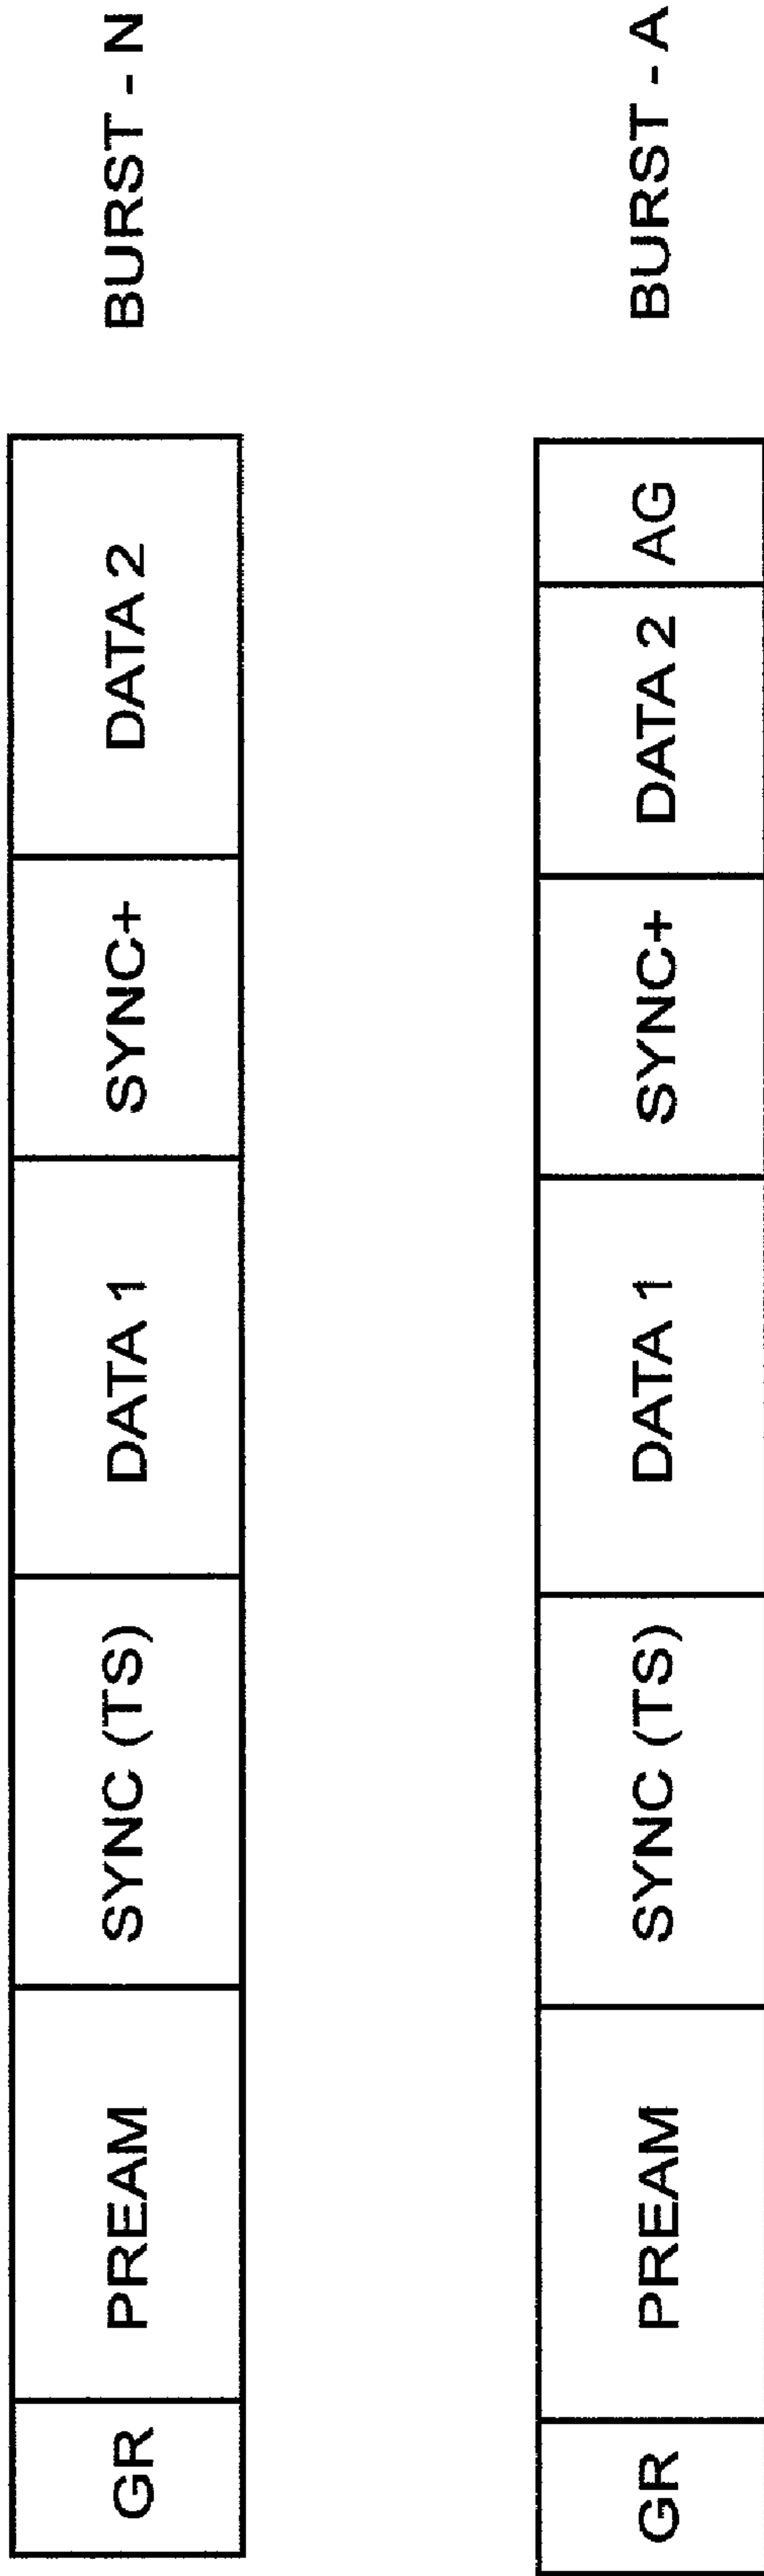 GR PREAM SYNC (TS) DATA 1 SYNC+ DATA 2 BURST - N
GR PREAM SYNC (TS) DATA 1 SYNC+ DATA 2 AG BURST - A